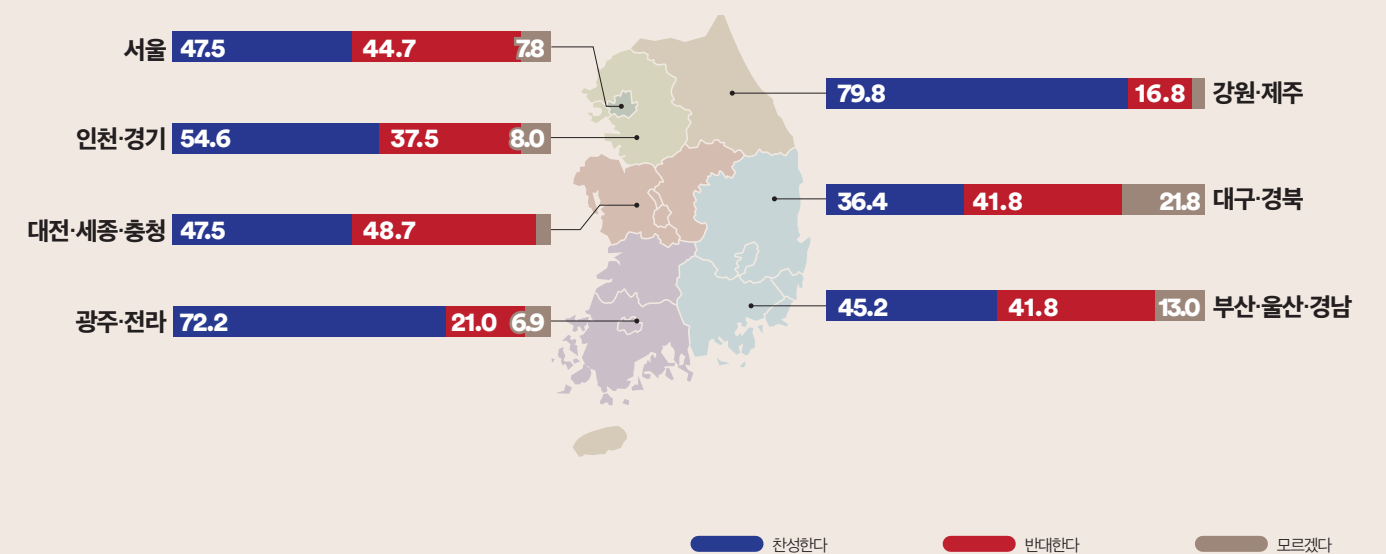 서울 47.5 44.7 7.8
인천·경기 54.6 37.5 8.0
대전·세종·충청 47.5 48.7
광주·전라 72.2 21.0 6.9
79.8 16.8 강원·제주
36.4 41.8 21.8 대구·경북
45.2 41.8 13.0 부산·울산·경남
찬성한다 반대한다 모르겠다